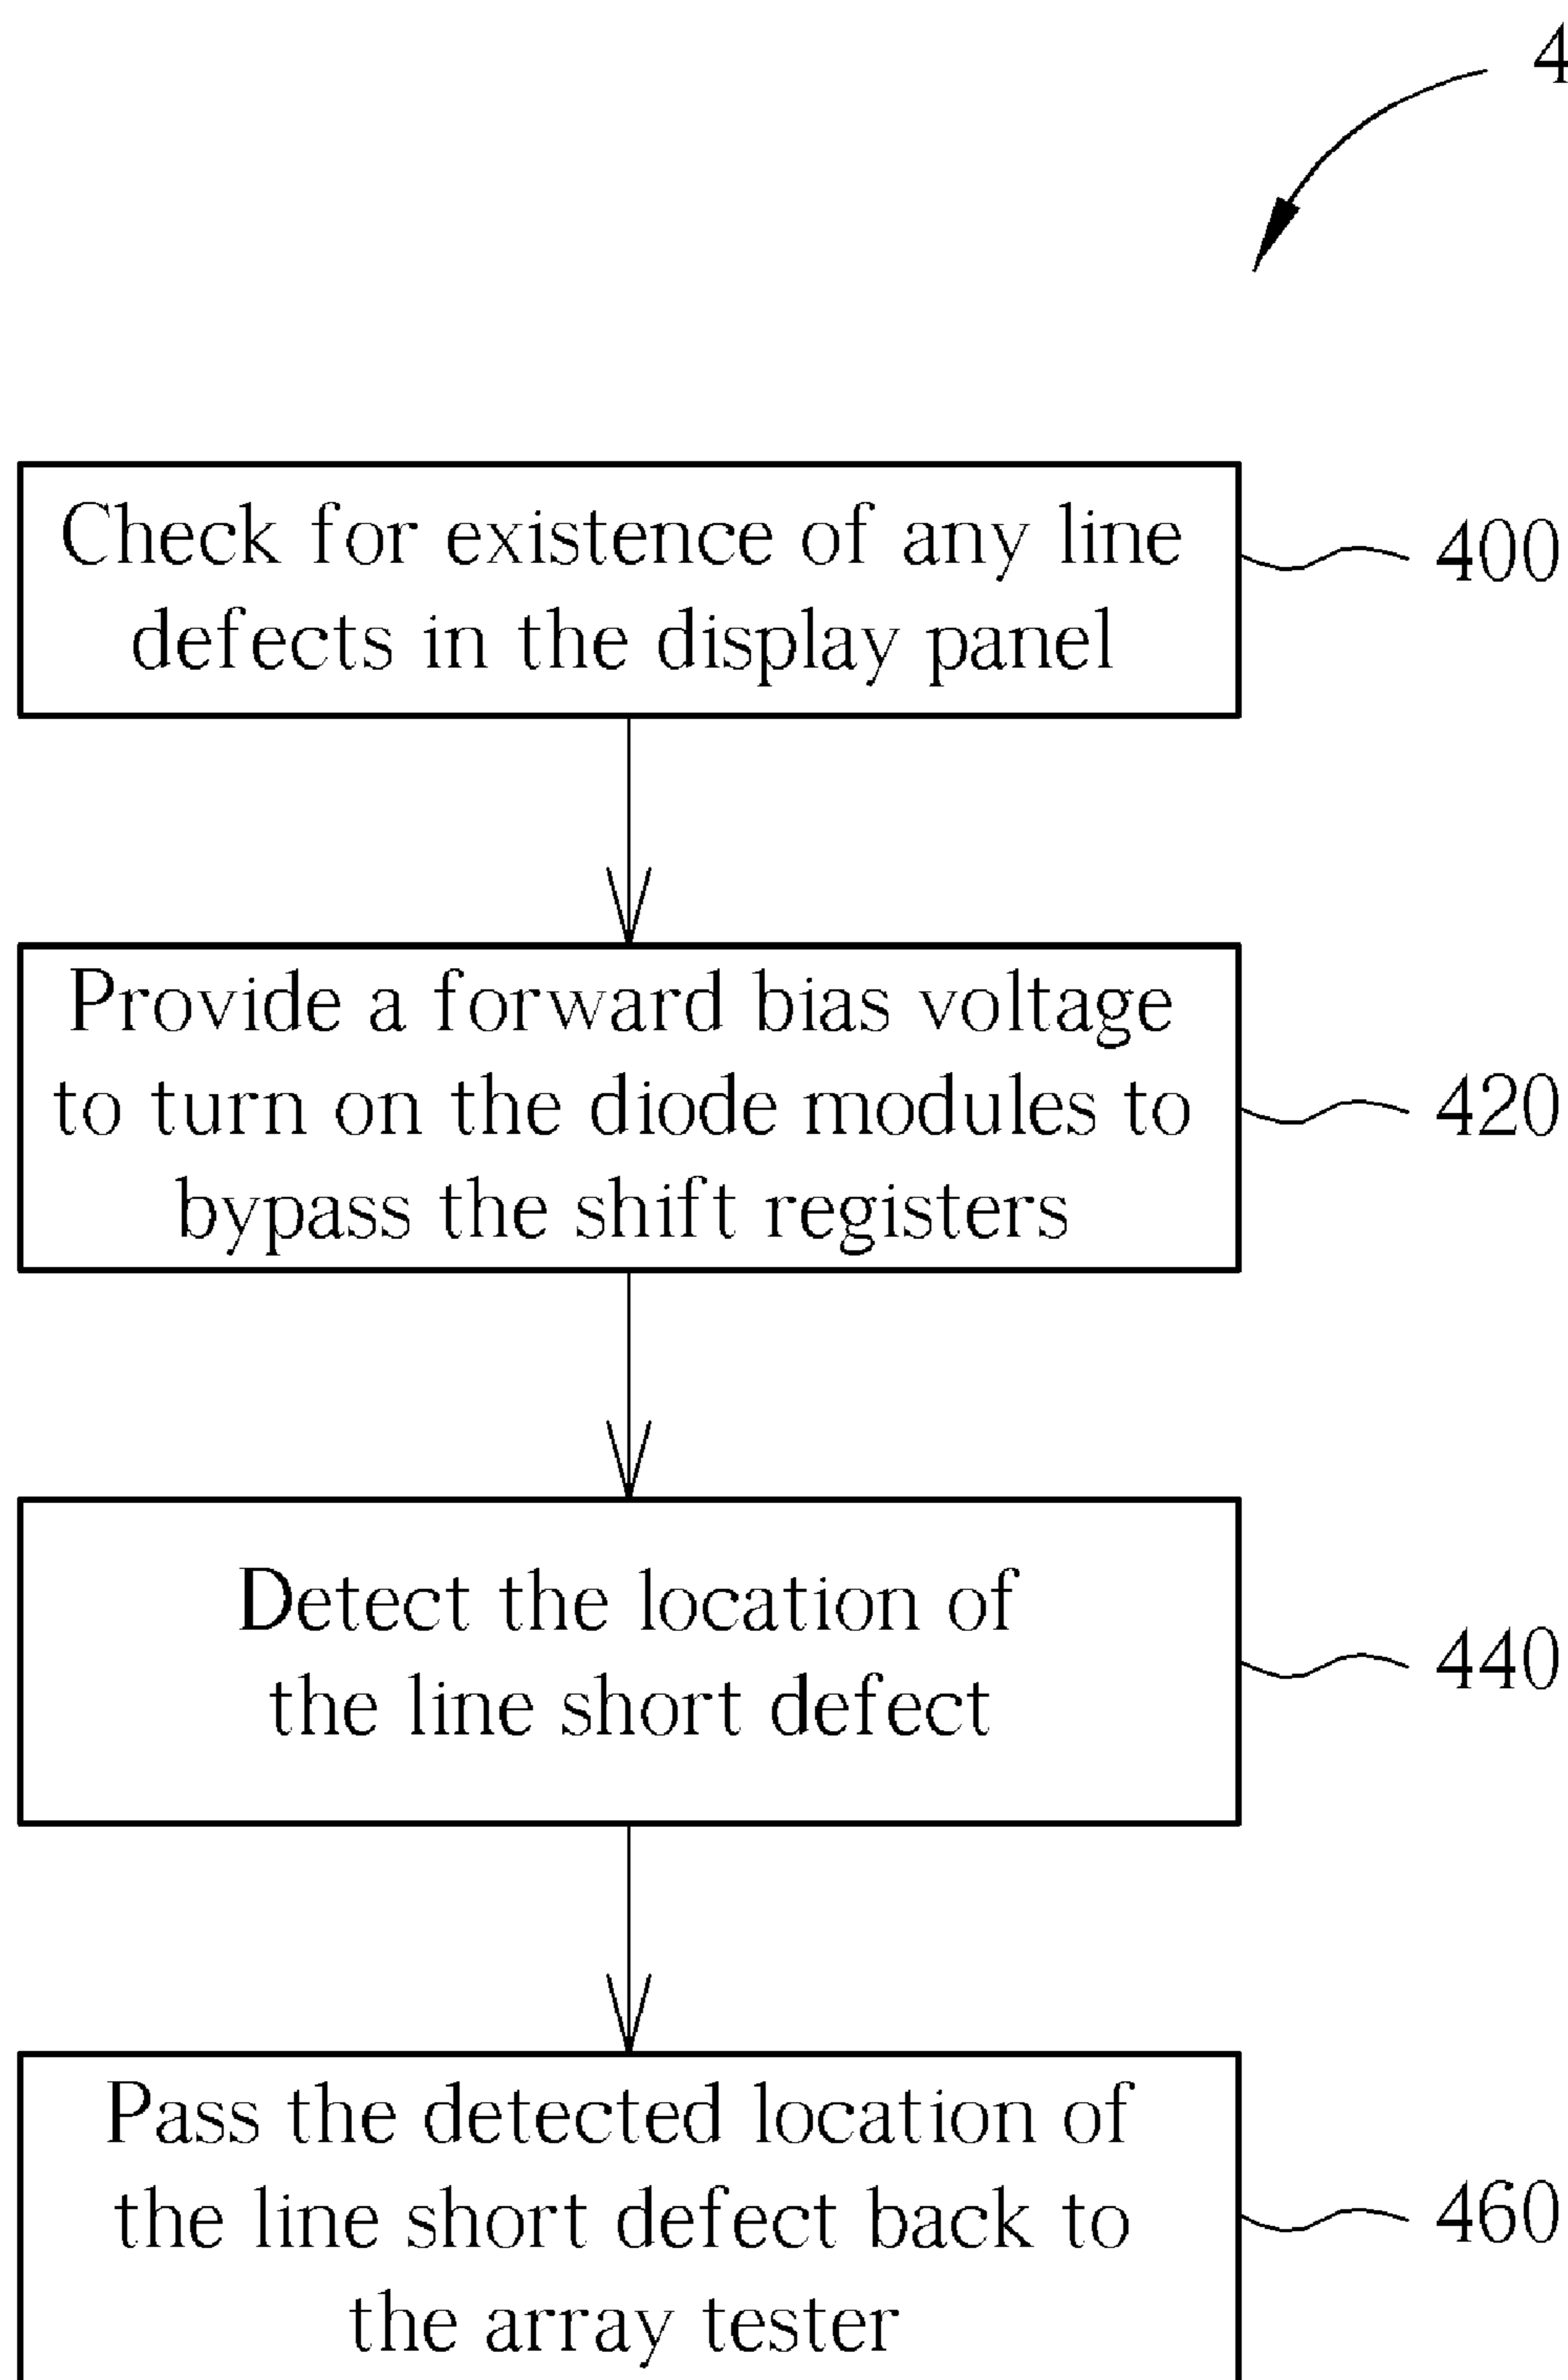 4
Check for existence of any line
defects in the display panel
400
Provide a forward bias voltage
to turn on the diode modules to
bypass the shift registers
420
Detect the location of
the line short defect
440
Pass the detected location of
the line short defect back to
the array tester
460